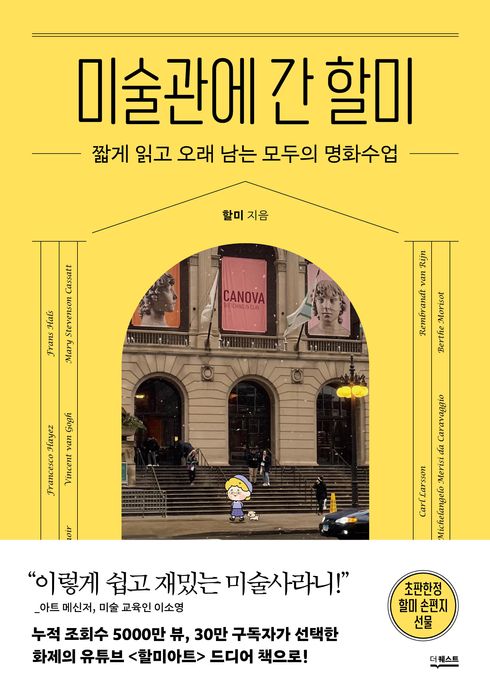 미술관에 간 할미
짧게 읽고 오래 남는 모두의 명화수업
할미 지음
CANOVA
SKETCHING IN CLAY
Frans Hals
Mary Stevenson Cassatt
Francesco Hayez
Vincent van Gogh
noir
Rembrandt van Rijn
Berthe Morisot
Carl Larsson
Michelangelo Merisi da Caravaggio
“이렇게 쉽고 재밌는 미술사라니!”
_아트 메신저, 미술 교육인 이소영
누적 조회수 5000만 뷰, 30만 구독자가 선택한
화제의 유튜브 <할미아트> 드디어 책으로!
초판한정
할미 손편지
선물
더퀘스트